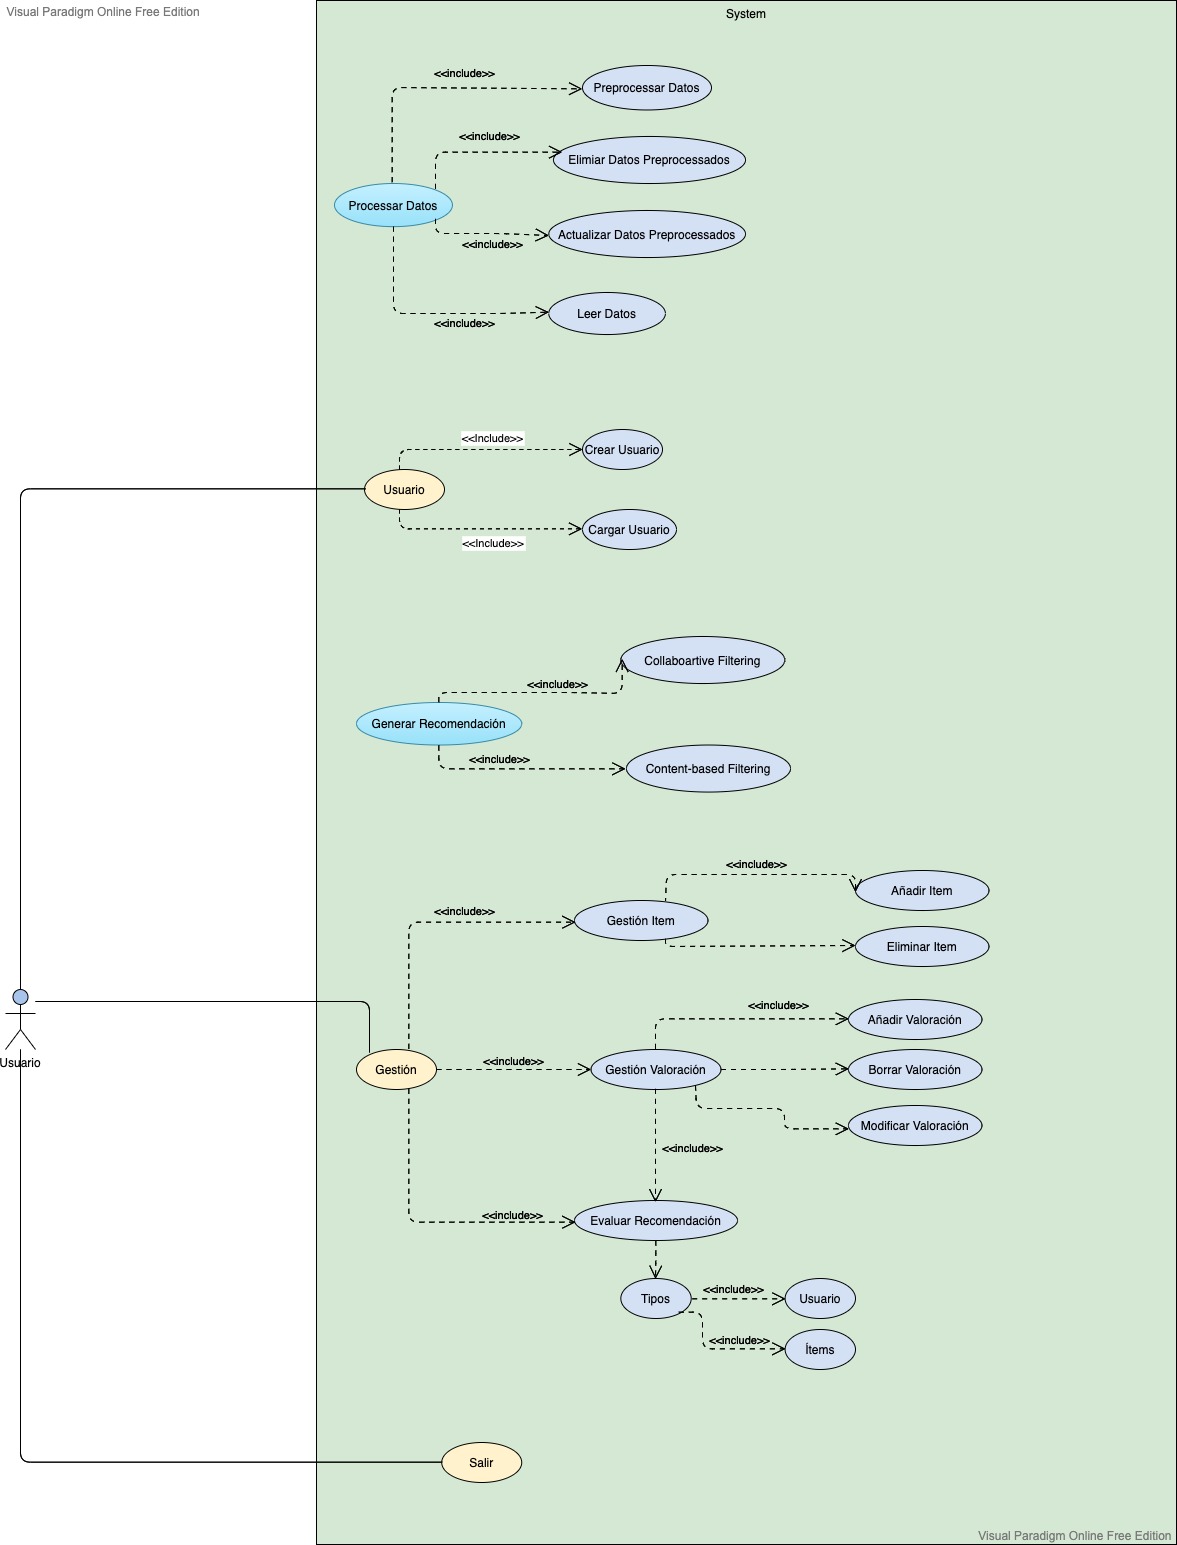 Visual Paradigm Online Free Edition
System
<<include>>
Preprocessar Datos
<<include>>
Elimiar Datos Preprocessados
Processar Datos
Actualizar Datos Preprocessados
<<include>>
Leer Datos
<<include>>
<<Include>>
Crear Usuario
Usuario
Cargar Usuario
<<Include>>
Collaboartive Filtering
<<include>>
Generar Recomendación
<<include>>
Content-based Filtering
<<include>>
Añadir Item
<<include>>
Gestión Item
Eliminar Item
<<include>>
Añadir Valoración
Usuario
<<include>>
Gestión
Gestión Valoración
Borrar Valoración
Modificar Valoración
<<include>>
<<include>>
Evaluar Recomendación
<<include>>
Tipos
Usuario
<<include>>
Ítems
Salir
Visual Paradigm Online Free Edition